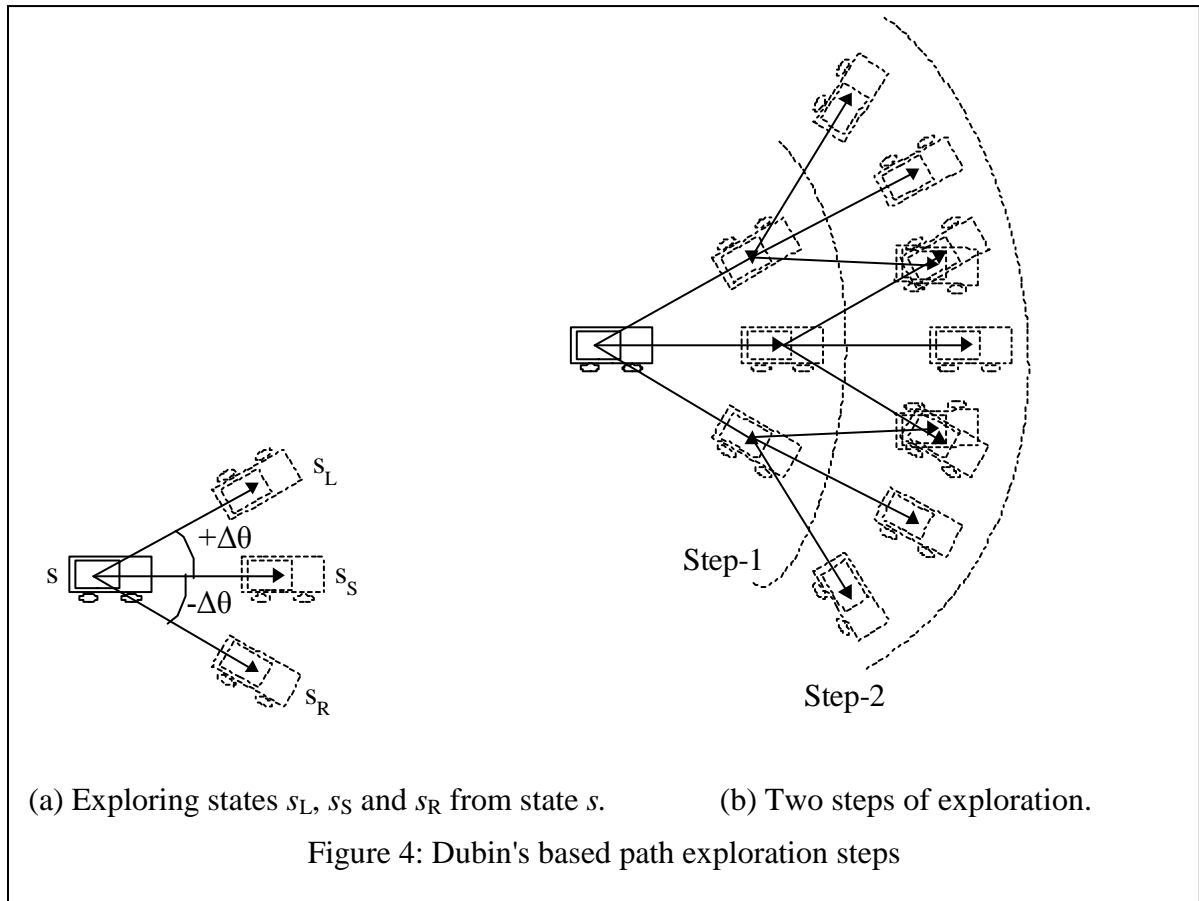 s
s_L
+Δθ
s_S
-Δθ
s_R
Step-1
Step-2
(a) Exploring states s_L, s_S and s_R from state s.
(b) Two steps of exploration.
Figure 4: Dubin's based path exploration steps